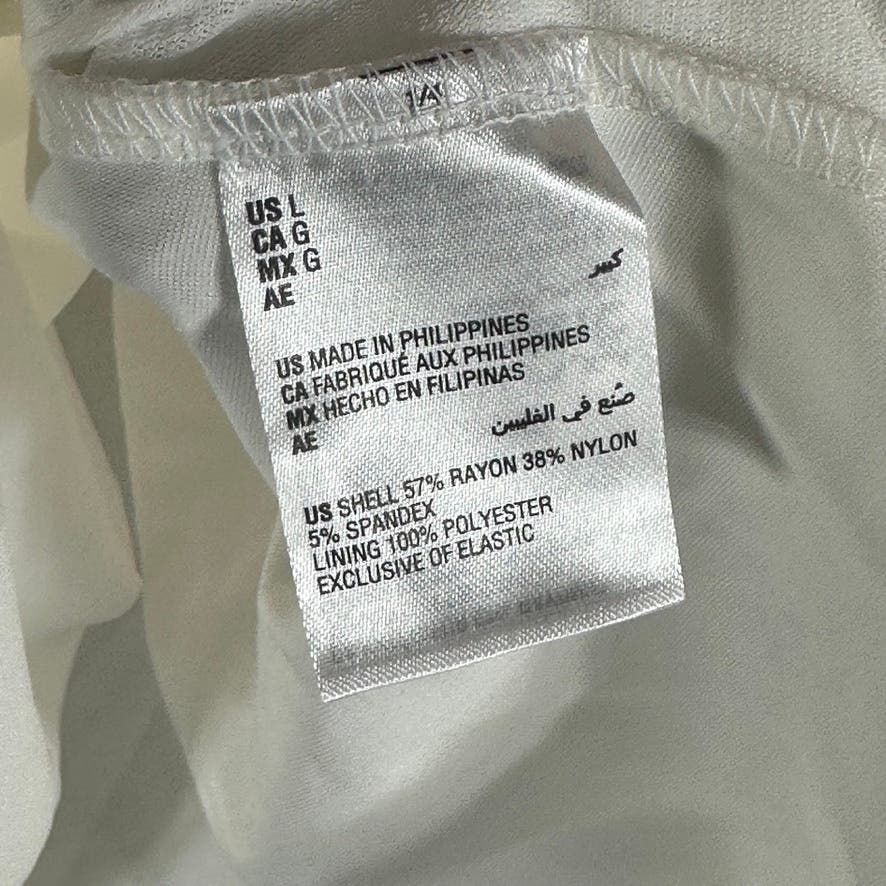 US L
CA G
MX G
AE كبير
US MADE IN PHILIPPINES
CA FABRIQUÉ AUX PHILIPPINES
MX HECHO EN FILIPINAS
AE صُنع في الفلبين
US SHELL 57% RAYON 38% NYLON
5% SPANDEX
LINING 100% POLYESTER
EXCLUSIVE OF ELASTIC